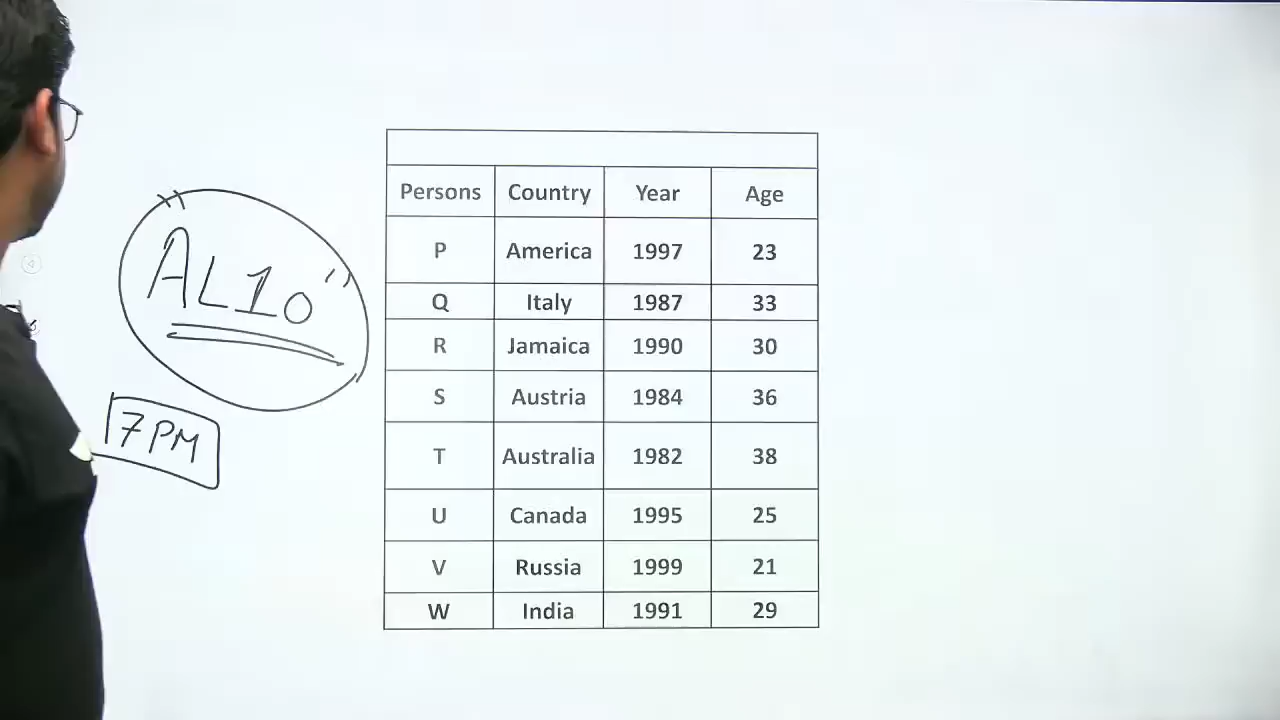 "AL10"
7PM
Persons Country Year Age
P America 1997 23
Q Italy 1987 33
R Jamaica 1990 30
S Austria 1984 36
T Australia 1982 38
U Canada 1995 25
V Russia 1999 21
W India 1991 29